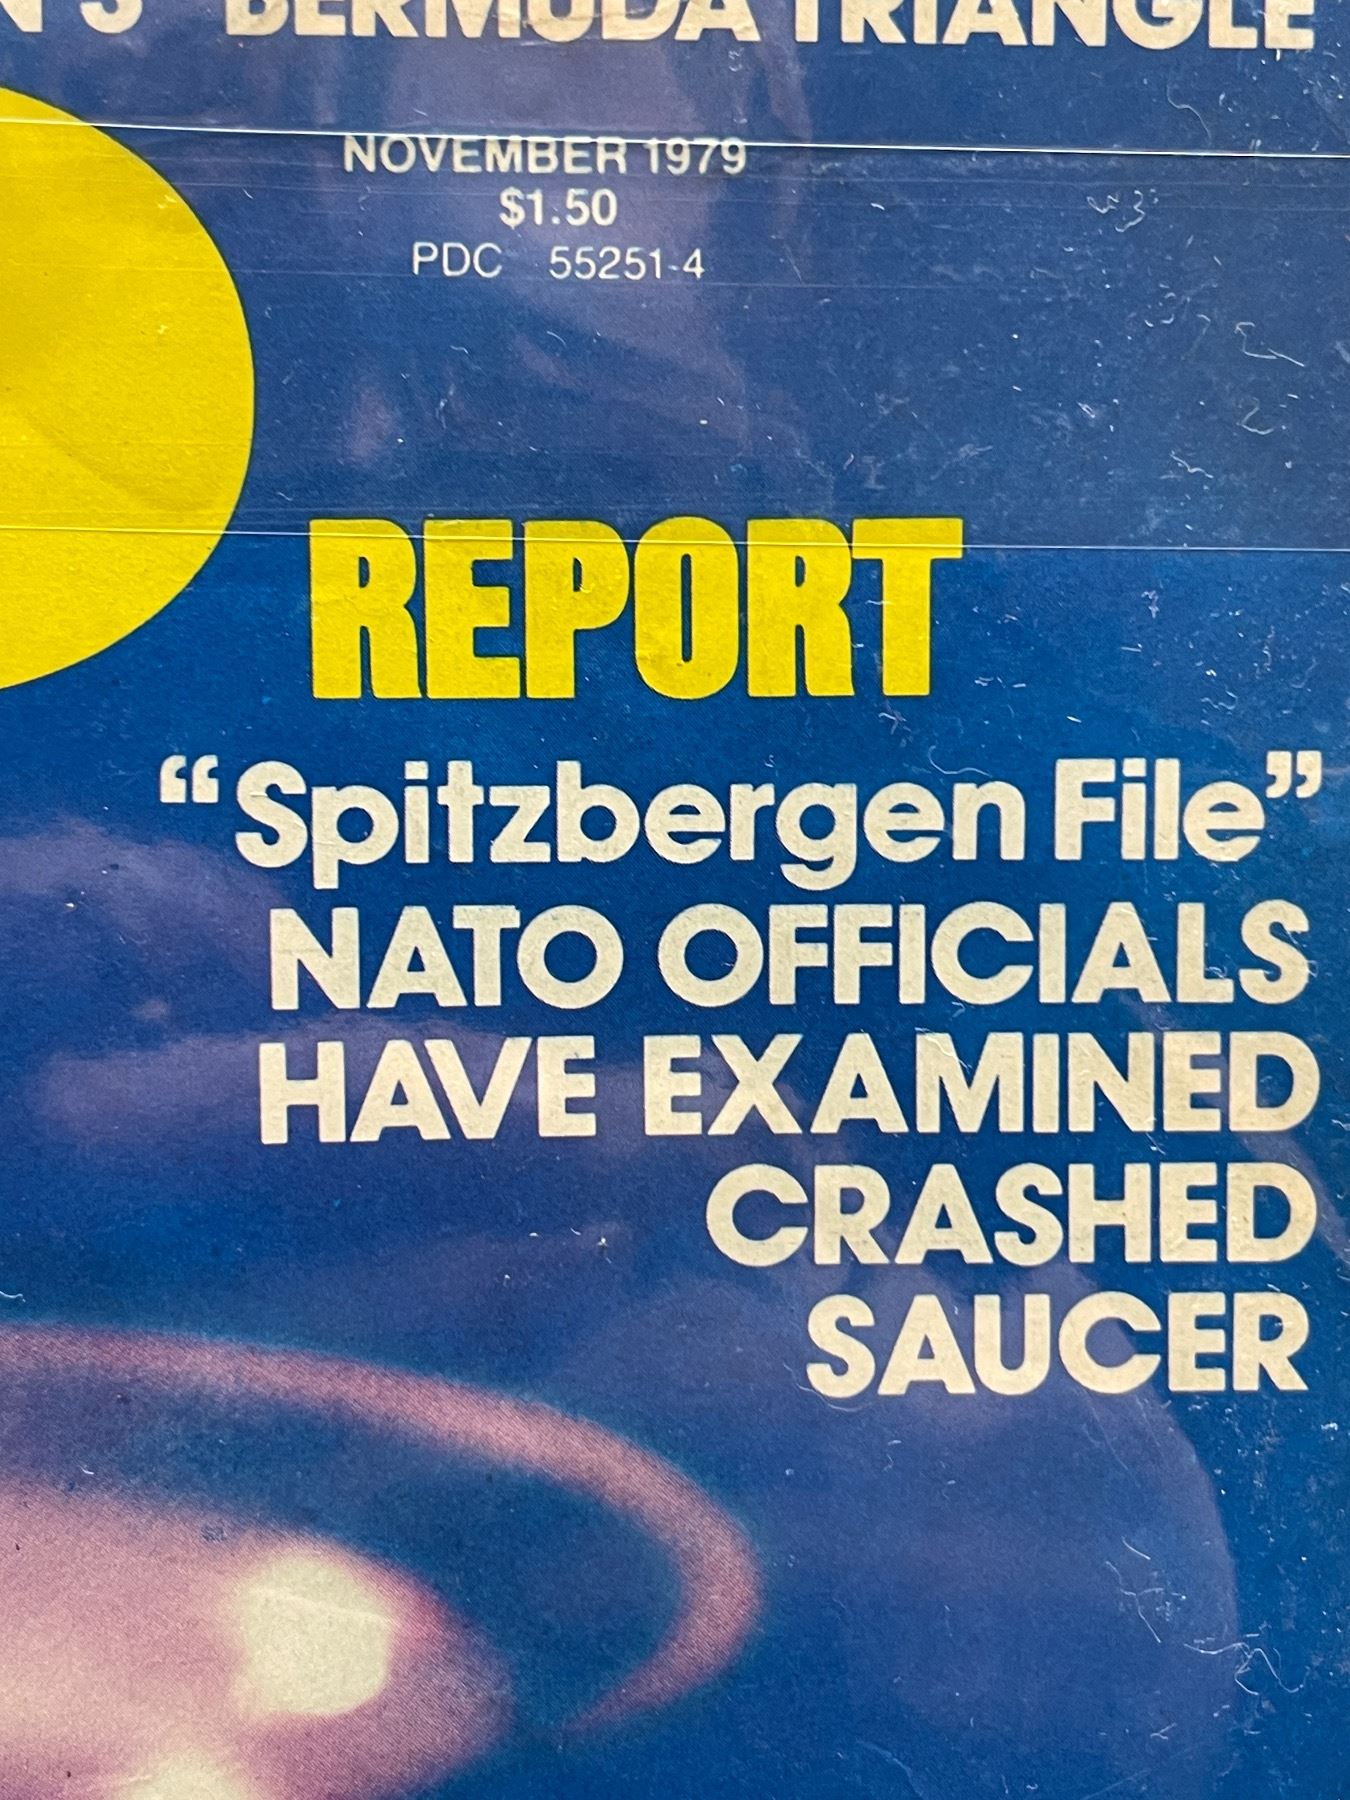 BERMUDA TRIANGLE
NOVEMBER 1979
$1.50
PDC 55251-4
REPORT
“Spitzbergen File”
NATO OFFICIALS
HAVE EXAMINED
CRASHED
SAUCER